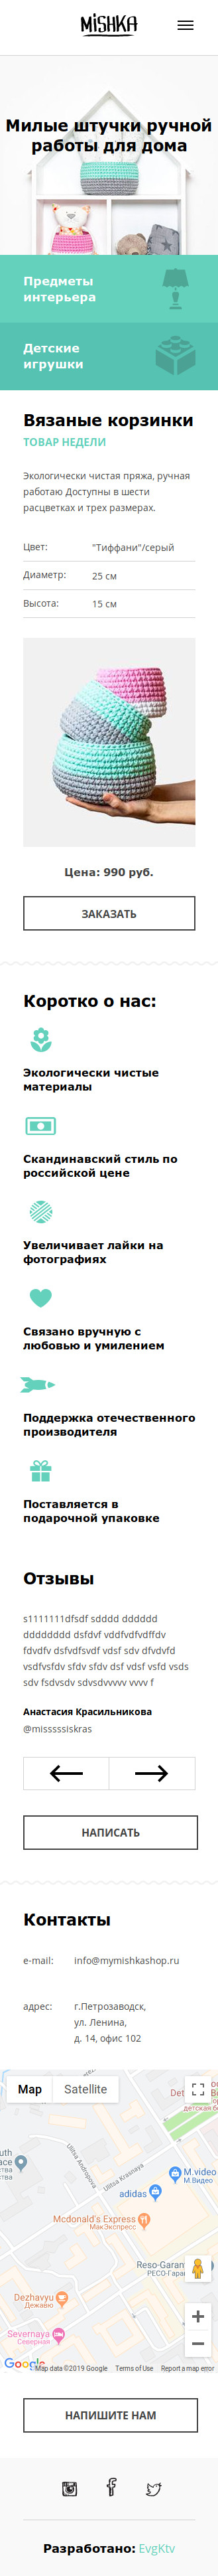 MiSHKA
Милые штучки ручной
работы для дома
Предметы
интерьера
Детские
игрушки
Вязаные корзинки
ТОВАР НЕДЕЛИ
Экологически чистая пряжа, ручная
работаю Доступны в шести
расцветках и трех размерах.
Цвет: "Тиффани"/серый
Диаметр: 25 см
Высота: 15 см
Цена: 990 руб.
ЗАКАЗАТЬ
Коротко о нас:
Экологически чистые
материалы
Скандинавский стиль по
российской цене
Увеличивает лайки на
фотографиях
Связано вручную с
любовью и умилением
Поддержка отечественного
производителя
Поставляется в
подарочной упаковке
Отзывы
s1111111dfsdf sdddd dddddd
dddddddd dsfdvf vddfvdfvdffdv
fdvdfv dsfvdfsvdf vdsf sdv dfvdvfd
vsdfvsfdv sfdv sfdv dsf vdsf vsfd vsds
sdv fsdvsdv sdvsdvvvvv vvvv f
Анастасия Красильникова
@misssssiskras
НАПИСАТЬ
Контакты
e-mail: info@mymishkashop.ru
адрес: г.Петрозаводск,
ул. Ленина,
д. 14, офис 102
Map Satellite
детская б
Ulitsa Andropova
Ulitsa Krasnaya
M.video
М.Видео
adidas
Mcdonald's Express
МакЭкспресс
Reso-Garant
РЕСО-Гара
Dezhavyu
Дежавю
Severnaya
Северная
Google
Map data ©2019 Google Terms of Use Report a map error
НАПИШИТЕ НАМ
Разработано: EvgKtv